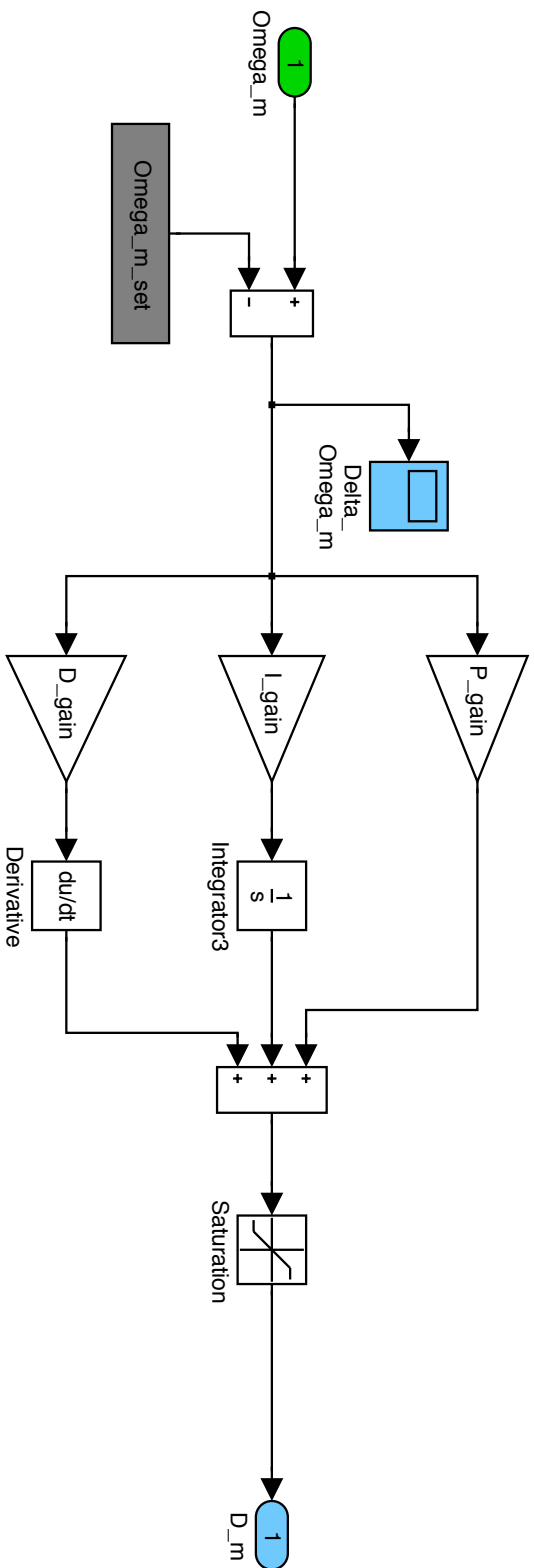 1
Omega_m
Omega_m_set
+
−
Delta_
Omega_m
P_gain
I_gain
D_gain
1
s
Integrator3
du/dt
Derivative
+
+
+
Saturation
1
D_m